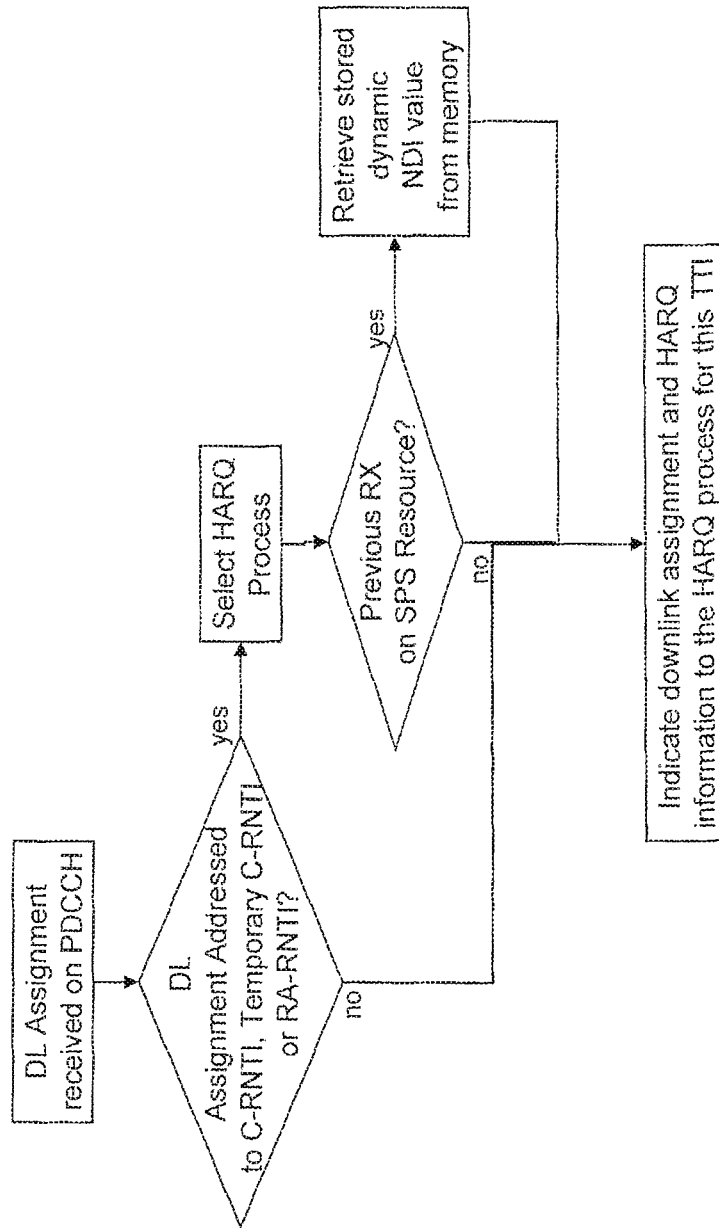 DL Assignment
received on PDCCH
DL
Assignment Addressed
to C-RNTI, Temporary C-RNTI
or RA-RNTI?
yes
no
Select HARQ
Process
Previous RX
on SPS Resource?
yes
no
Retrieve stored
dynamic
NDI value
from memory
Indicate downlink assignment and HARQ
information to the HARQ process for this TTI